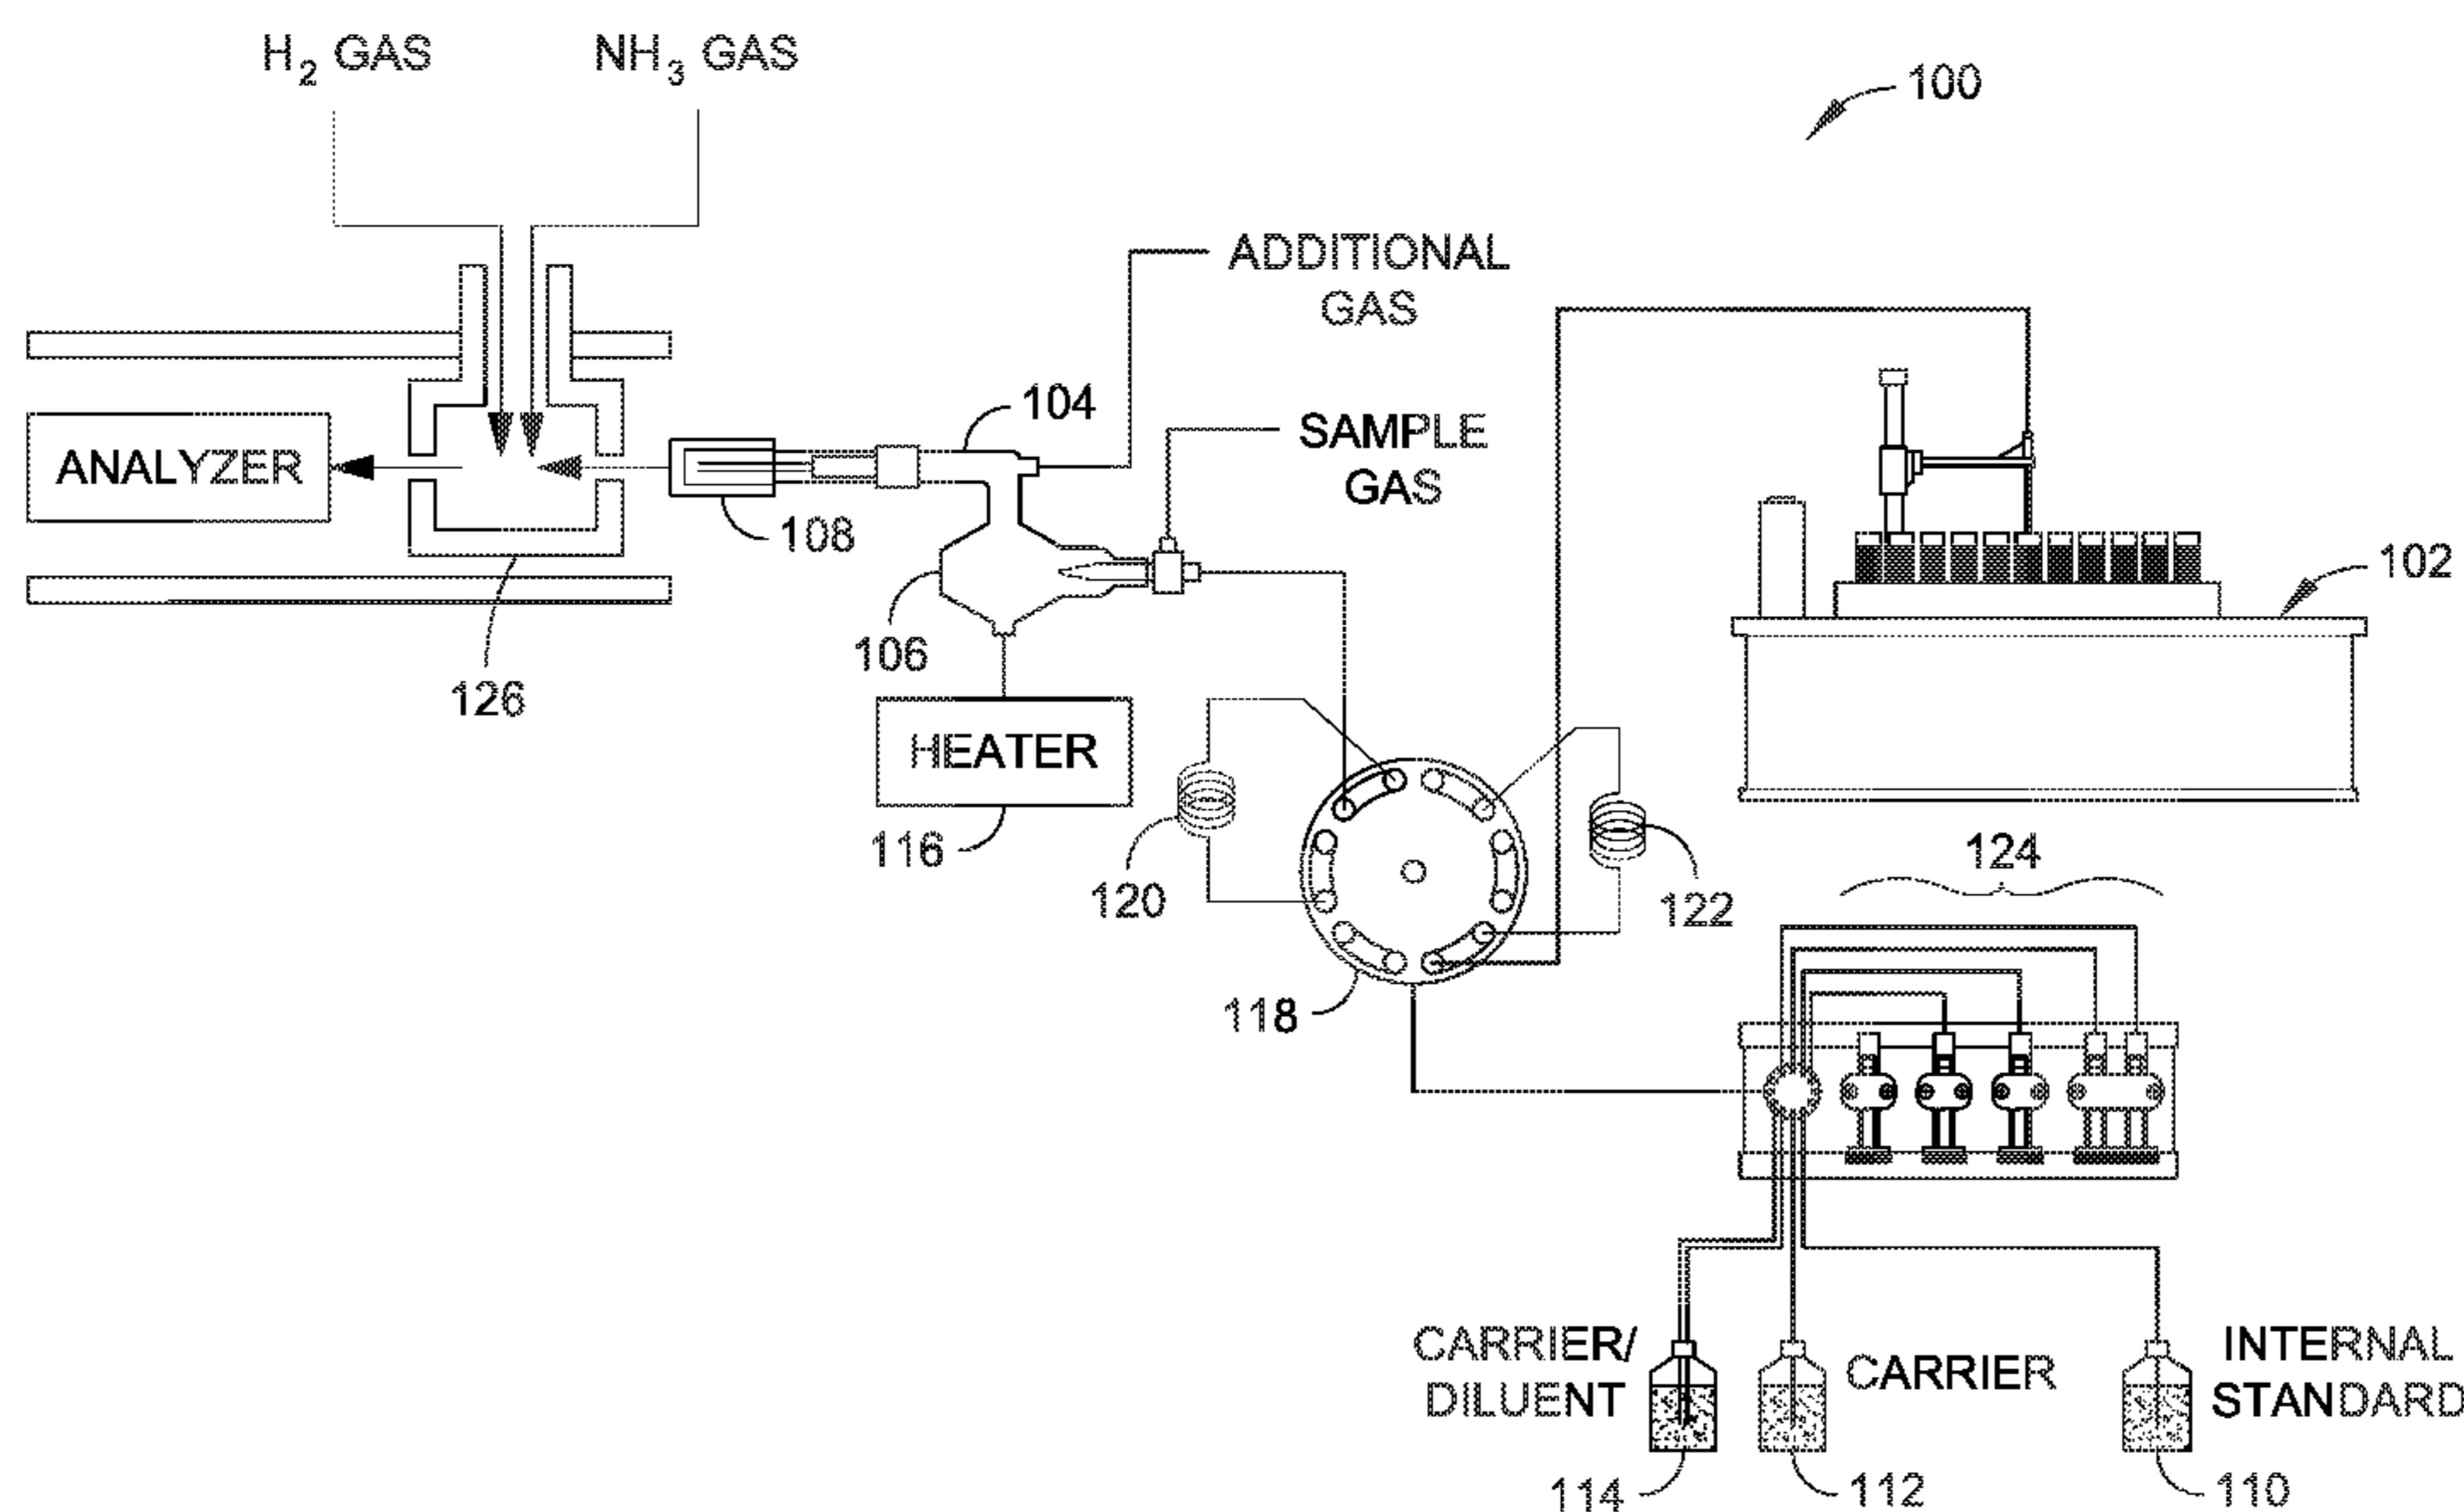 H2 GAS
NH3 GAS
100
ADDITIONAL
GAS
104
SAMPLE
GAS
ANALYZER
108
102
106
126
HEATER
116
120
122
124
118
CARRIER/
DILUENT
CARRIER
INTERNAL
STANDARD
114
112
110